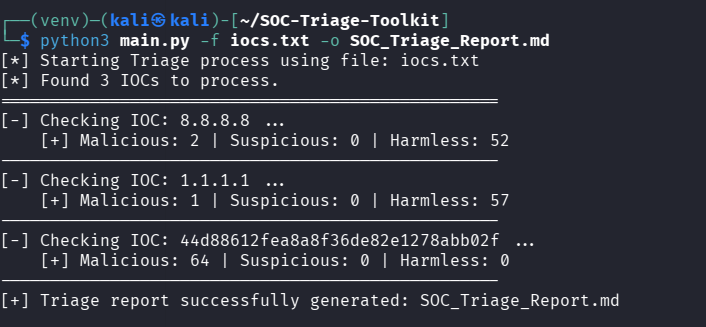 ┌──(venv)─(kali㉿kali)-[~/SOC-Triage-Toolkit]
└─$ python3 main.py -f iocs.txt -o SOC_Triage_Report.md
[*] Starting Triage process using file: iocs.txt
[*] Found 3 IOCs to process.
==================================================
[-] Checking IOC: 8.8.8.8 ...
    [+] Malicious: 2 | Suspicious: 0 | Harmless: 52
--------------------------------------------------
[-] Checking IOC: 1.1.1.1 ...
    [+] Malicious: 1 | Suspicious: 0 | Harmless: 57
--------------------------------------------------
[-] Checking IOC: 44d88612fea8a8f36de82e1278abb02f ...
    [+] Malicious: 64 | Suspicious: 0 | Harmless: 0
--------------------------------------------------
[+] Triage report successfully generated: SOC_Triage_Report.md